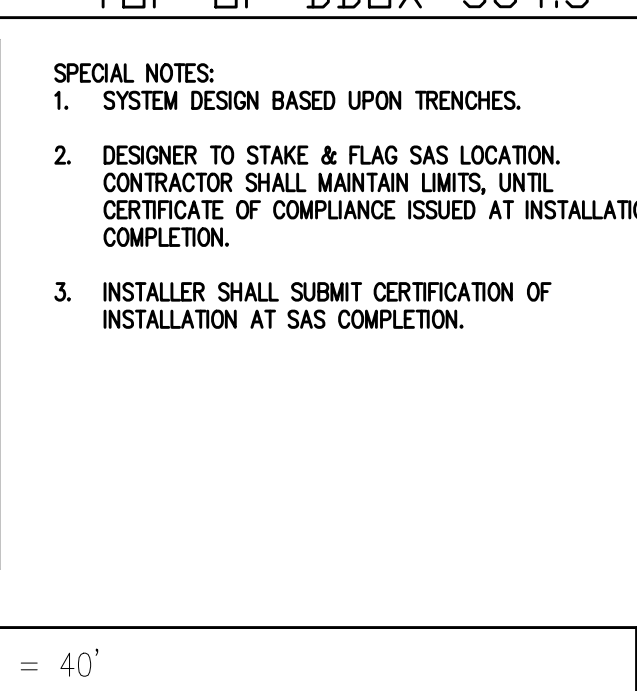 SPECIAL NOTES:
1. SYSTEM DESIGN BASED UPON TRENCHES.
2. DESIGNER TO STAKE & FLAG SAS LOCATION.
CONTRACTOR SHALL MAINTAIN LIMITS, UNTIL
CERTIFICATE OF COMPLIANCE ISSUED AT
COMPLETION.
3. INSTALLER SHALL SUBMIT CERTIFICATION OF
INSTALLATION AT SAS COMPLETION.
= 40'